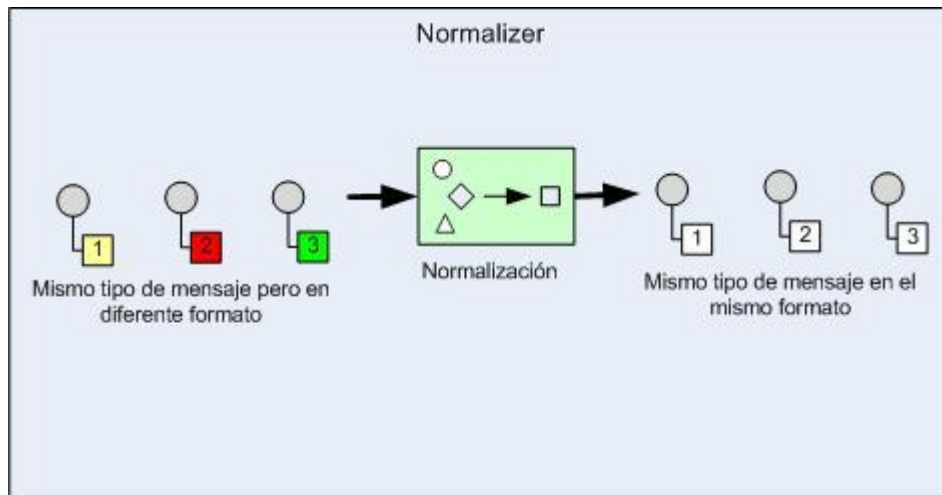 Normalizer
1
2
3
Mismo tipo de mensaje pero en
diferente formato
Normalización
1
2
3
Mismo tipo de mensaje en el
mismo formato